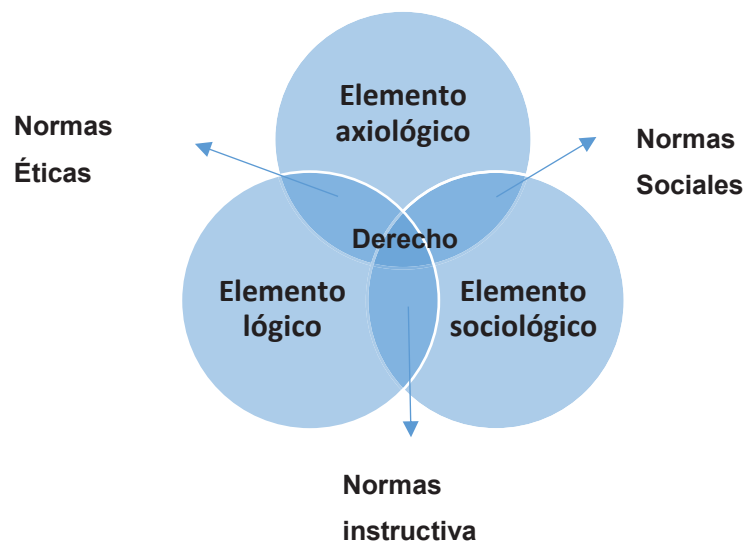 Elemento
axiológico
Normas
Éticas
Normas
Sociales
Derecho
Elemento
lógico
Elemento
sociológico
Normas
instructiva